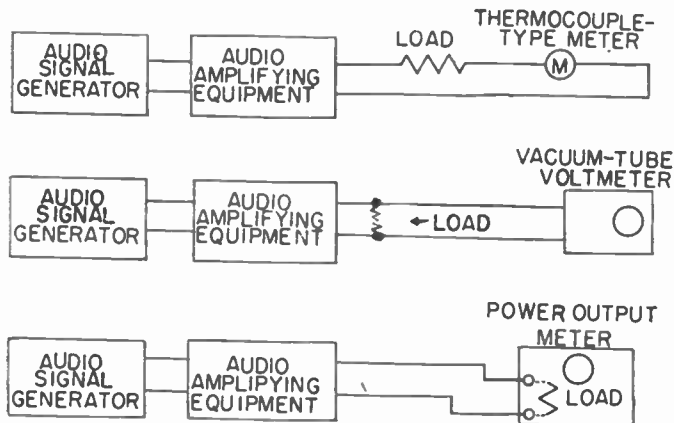 THERMOCOUPLE-
TYPE METER
LOAD
M
AUDIO
SIGNAL
GENERATOR
AUDIO
AMPLIFYING
EQUIPMENT
VACUUM-TUBE
VOLTMETER
AUDIO
SIGNAL
GENERATOR
AUDIO
AMPLIFYING
EQUIPMENT
LOAD
POWER OUTPUT
METER
AUDIO
SIGNAL
GENERATOR
AUDIO
AMPLIPYING
EQUIPMENT
LOAD